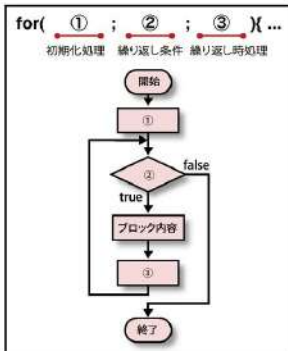 for( ① ; ② ; ③ ){ ...
初期化処理 繰り返し条件 繰り返し時処理
開始
①
②
false
true
ブロック内容
③
終了